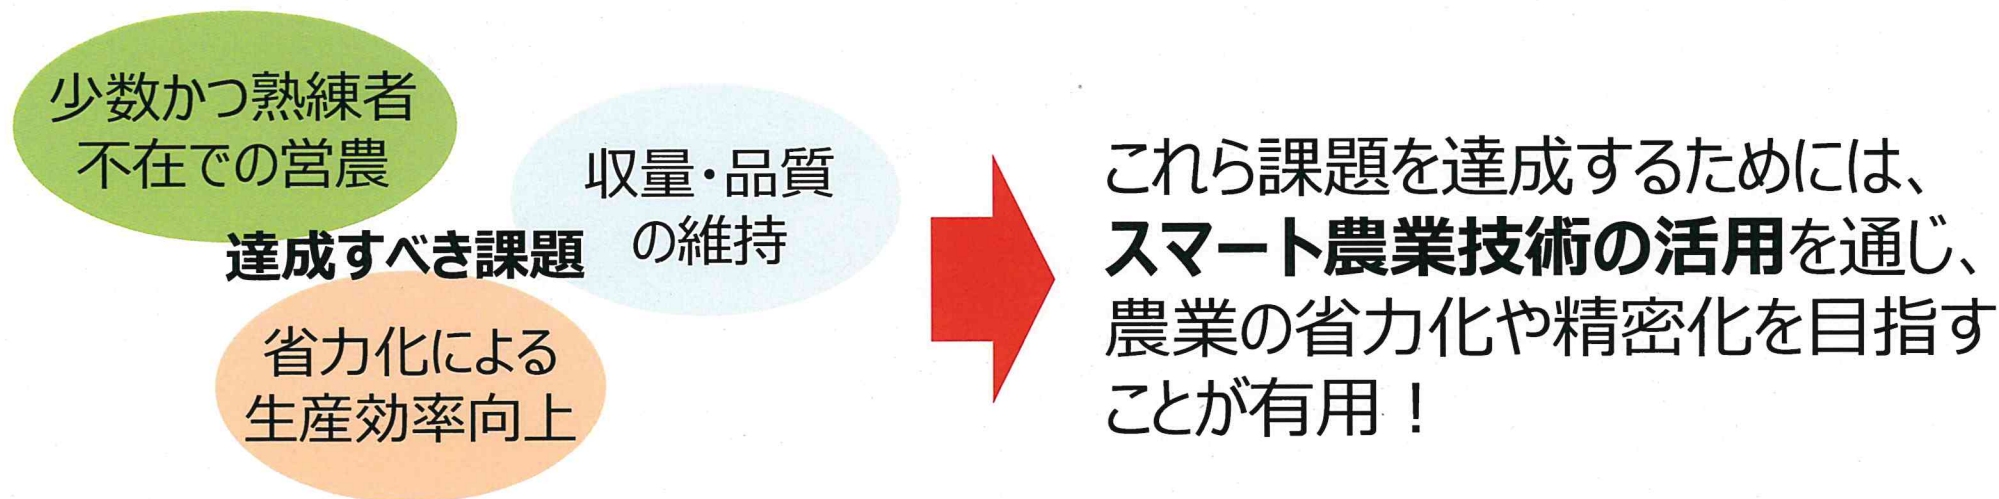 少数かつ熟練者
不在での営農
収量・品質
の維持
達成すべき課題
省力化による
生産効率向上
これら課題を達成するためには、
スマート農業技術の活用を通じ、
農業の省力化や精密化を目指す
ことが有用！